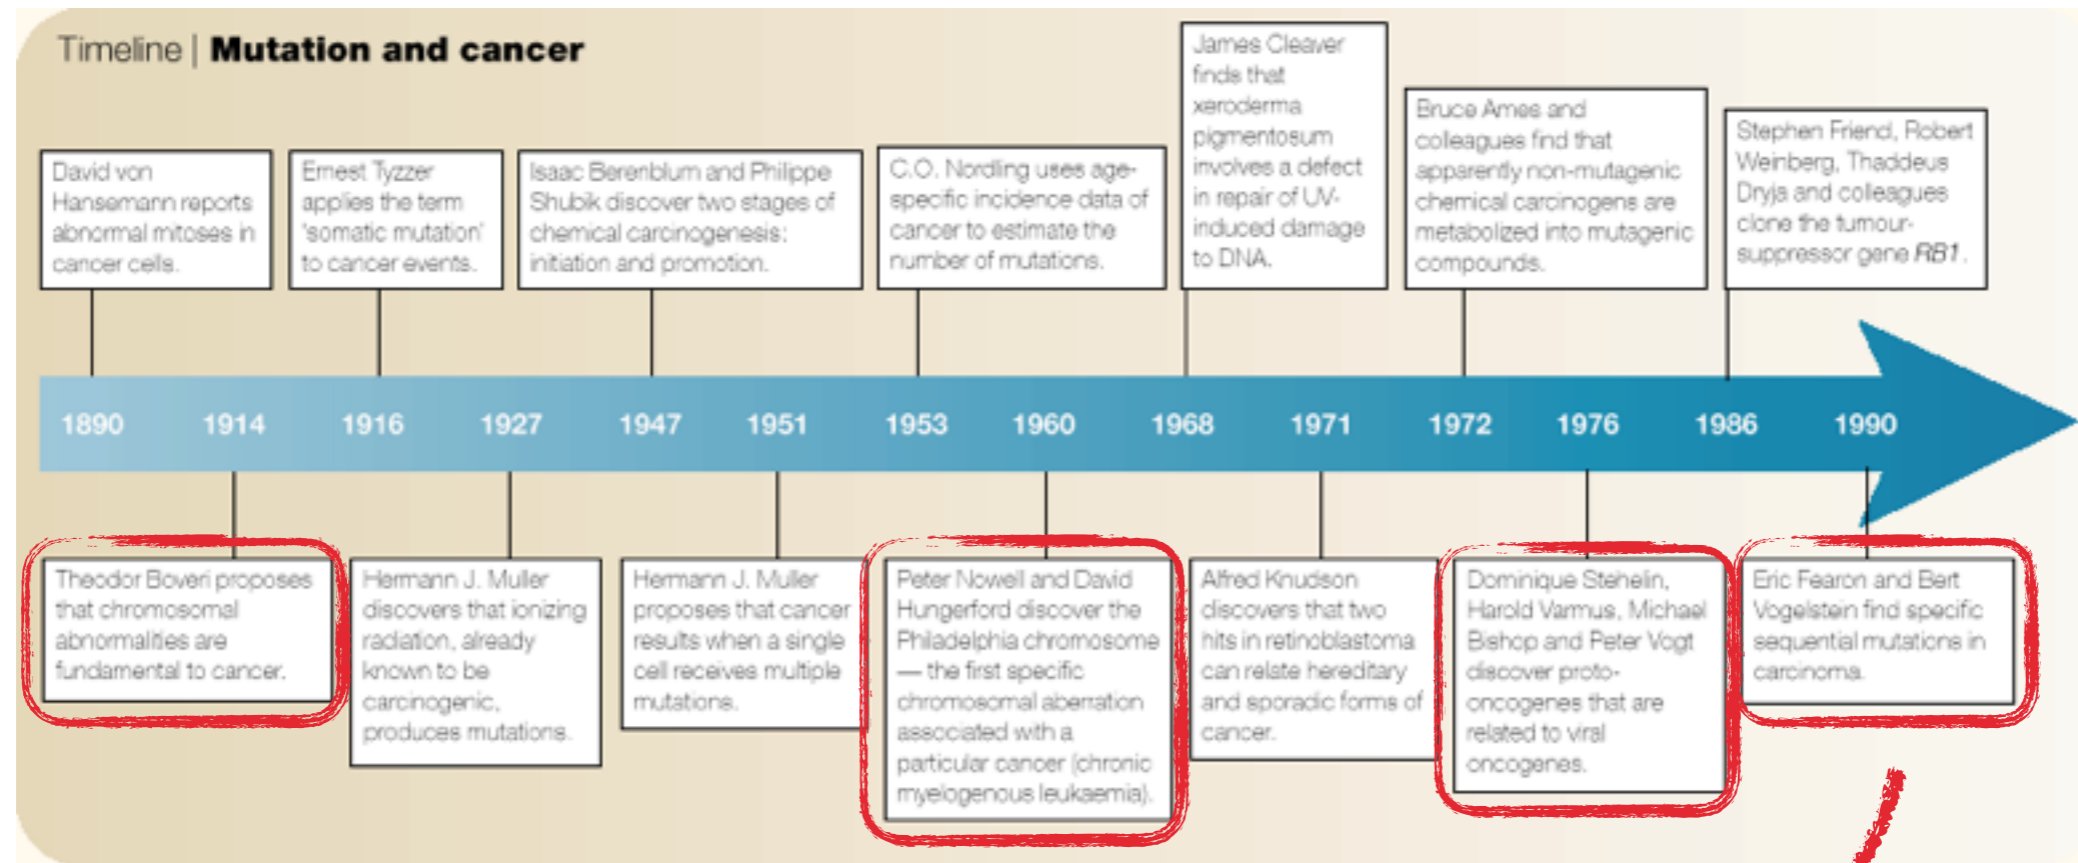 Timeline | Mutation and cancer
David von
Hansemann reports
abnormal mitoses in
cancer cells.
Ernest Tyzzer
applies the term
'somatic mutation'
to cancer events.
Isaac Berenblum and Philippe
Shubik discover two stages of
chemical carcinogenesis:
initiation and promotion.
C.O. Nordling uses age-
specific incidence data of
cancer to estimate the
number of mutations.
James Cleaver
finds that
xeroderma
pigmentosum
involves a defect
in repair of UV-
induced damage
to DNA.
Bruce Ames and
colleagues find that
apparently non-mutagenic
chemical carcinogens are
metabolized into mutagenic
compounds.
Stephen Friend, Robert
Weinberg, Thaddeus
Dryja and colleagues
clone the tumour-
suppressor gene RB1.
1890 1914 1916 1927 1947 1951 1953 1960 1968 1971 1972 1976 1986 1990
Theodor Boveri proposes
that chromosomal
abnormalities are
fundamental to cancer.
Hermann J. Muller
discovers that ionizing
radiation, already
known to be
carcinogenic,
produces mutations.
Hermann J. Muller
proposes that cancer
results when a single
cell receives multiple
mutations.
Peter Nowell and David
Hungerford discover the
Philadelphia chromosome
— the first specific
chromosomal aberration
associated with a
particular cancer (chronic
myelogenous leukaemia).
Alfred Knudson
discovers that two
hits in retinoblastoma
can relate hereditary
and sporadic forms of
cancer.
Dominique Stehelin,
Harold Varmus, Michael
Bishop and Peter Vogt
discover proto-
oncogenes that are
related to viral
oncogenes.
Eric Fearon and Bert
Vogelstein find specific
sequential mutations in
carcinoma.